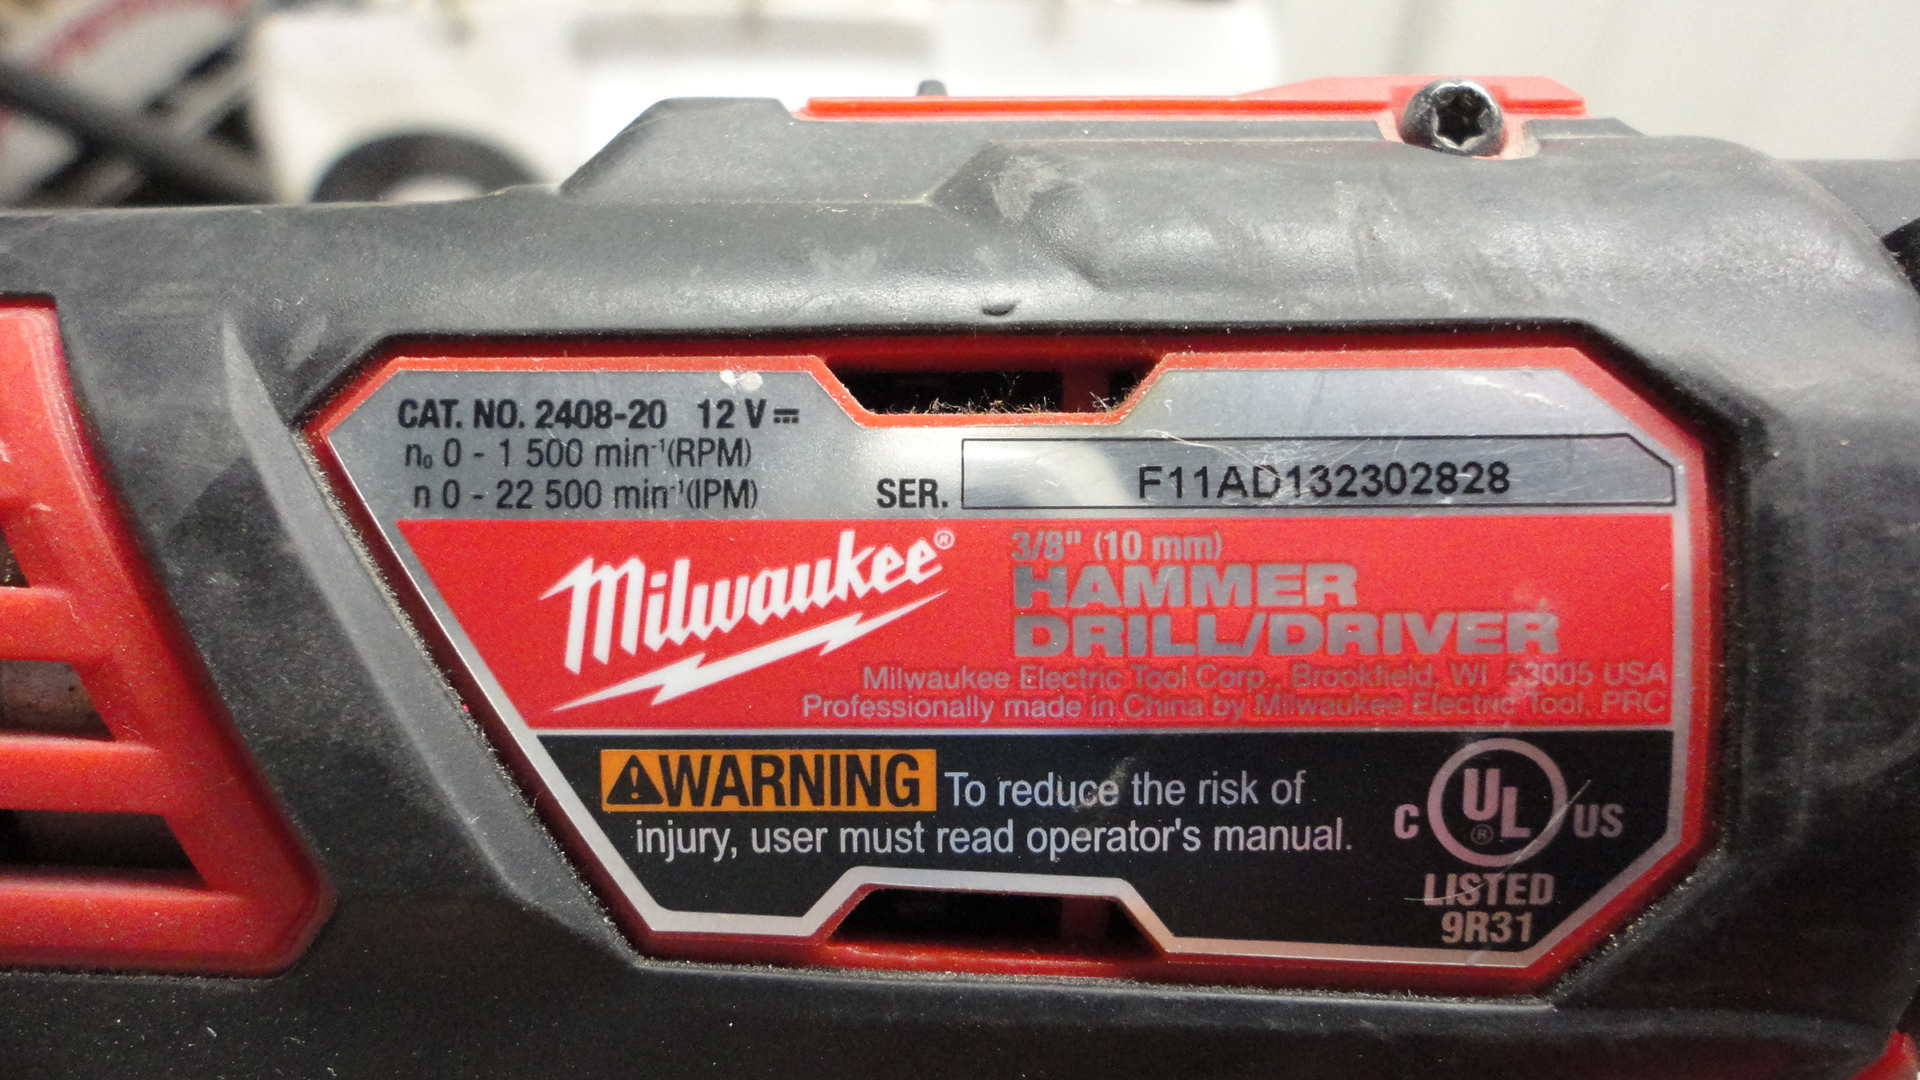 CAT. NO. 2408-20 12 V⎓
n₀ 0 - 1 500 min⁻¹(RPM)
n 0 - 22 500 min⁻¹(IPM)
SER. F11AD132302828
Milwaukee®
3/8" (10 mm)
HAMMER
DRILL/DRIVER
Milwaukee Electric Tool Corp., Brookfield, WI 53005 USA
Professionally made in China by Milwaukee Electric Tool, PRC
⚠WARNING To reduce the risk of
injury, user must read operator's manual.
C UL® US
LISTED
9R31